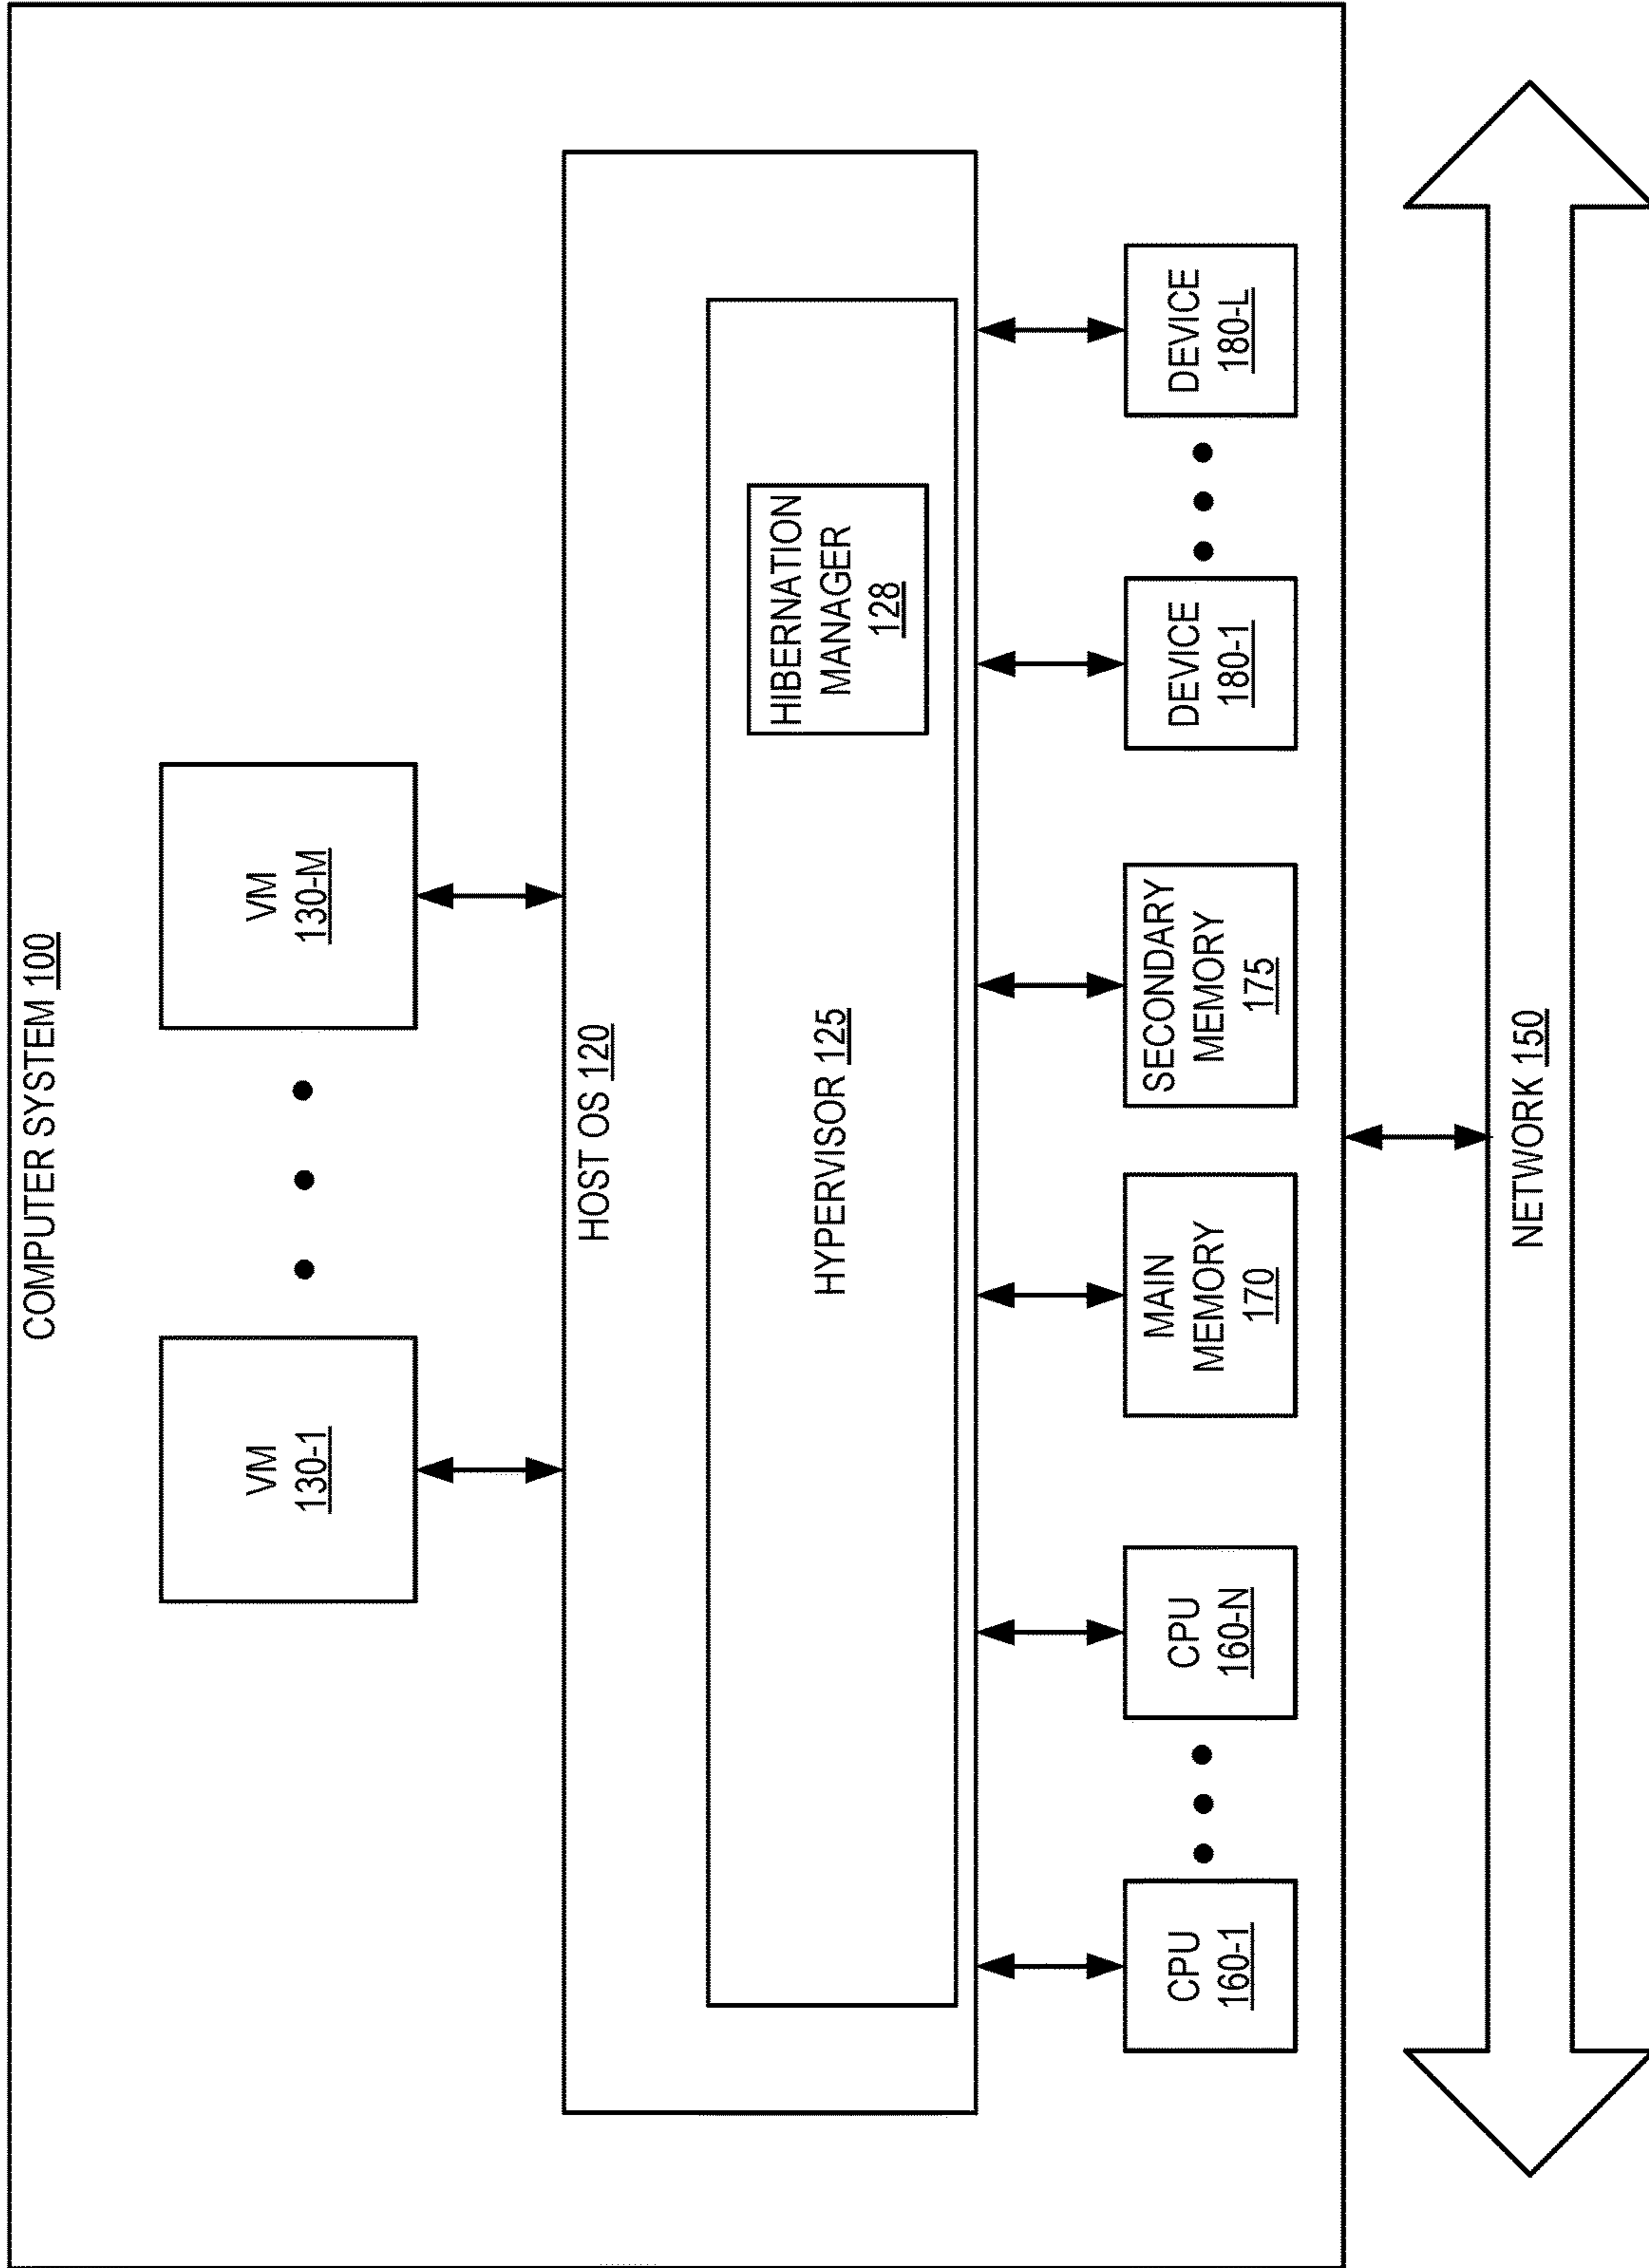 COMPUTER SYSTEM 100
VM
130-1
VM
130-M
HOST OS 120
HYPERVISOR 125
HIBERNATION
MANAGER
128
CPU
160-1
CPU
160-N
MAIN
MEMORY
170
SECONDARY
MEMORY
175
DEVICE
180-1
DEVICE
180-L
NETWORK 150